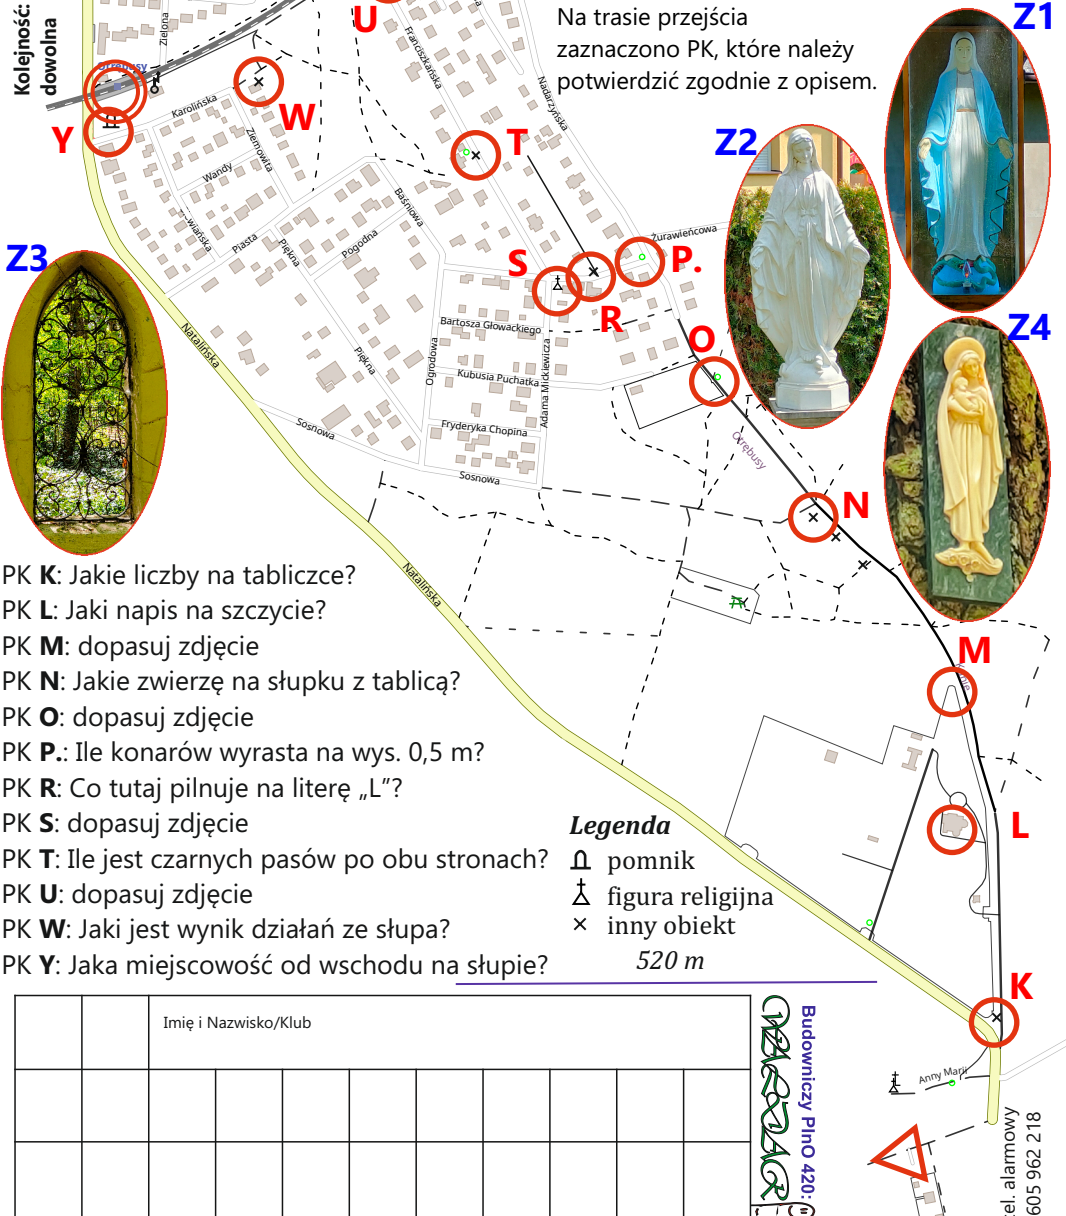 Kolejność:
dowolna
Na trasie przejścia
zaznaczono PK, które należy
potwierdzić zgodnie z opisem.
Z1
Z2
Z3
Z4
U
W
Y
T
S
R
P.
O
N
M
L
K
Zielona
Karolińska
Ziemowita
Wandy
Piasta
Piękna
Pogodna
Baśniowa
Franciszkańska
Nadarzyńska
Żurawieńcowa
Natalińska
Piękna
Bartosza Głowackiego
Ogrodowa
Kubusia Puchatka
Adama Mickiewicza
Fryderyka Chopina
Sosnowa
Sosnowa
Otrębusy
Natalińska
Anny Marii
PK K: Jakie liczby na tabliczce?
PK L: Jaki napis na szczycie?
PK M: dopasuj zdjęcie
PK N: Jakie zwierzę na słupku z tablicą?
PK O: dopasuj zdjęcie
PK P.: Ile konarów wyrasta na wys. 0,5 m?
PK R: Co tutaj pilnuje na literę „L”?
PK S: dopasuj zdjęcie
PK T: Ile jest czarnych pasów po obu stronach?
PK U: dopasuj zdjęcie
PK W: Jaki jest wynik działań ze słupa?
PK Y: Jaka miejscowość od wschodu na słupie?
Legenda
pomnik
figura religijna
inny obiekt
520 m
Imię i Nazwisko/Klub
Budowniczy PInO 420:
tel. alarmowy
605 962 218